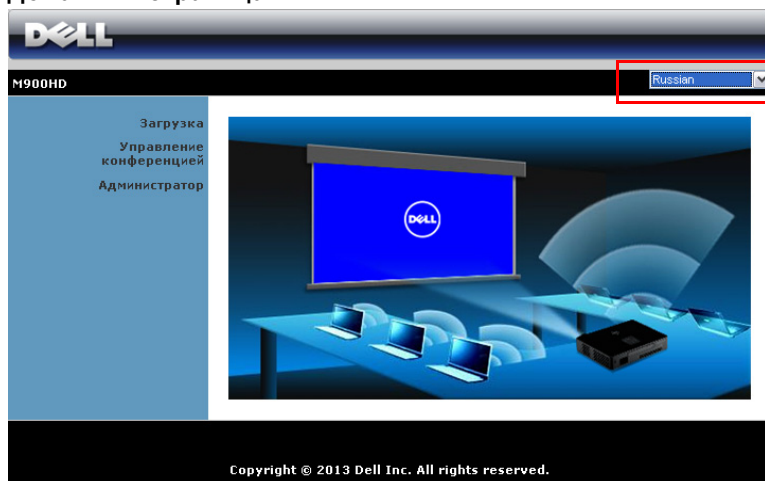 DELL
M900HD
Russian
Загрузка
Управление
конференцией
Администратор
DELL
Copyright © 2013 Dell Inc. All rights reserved.